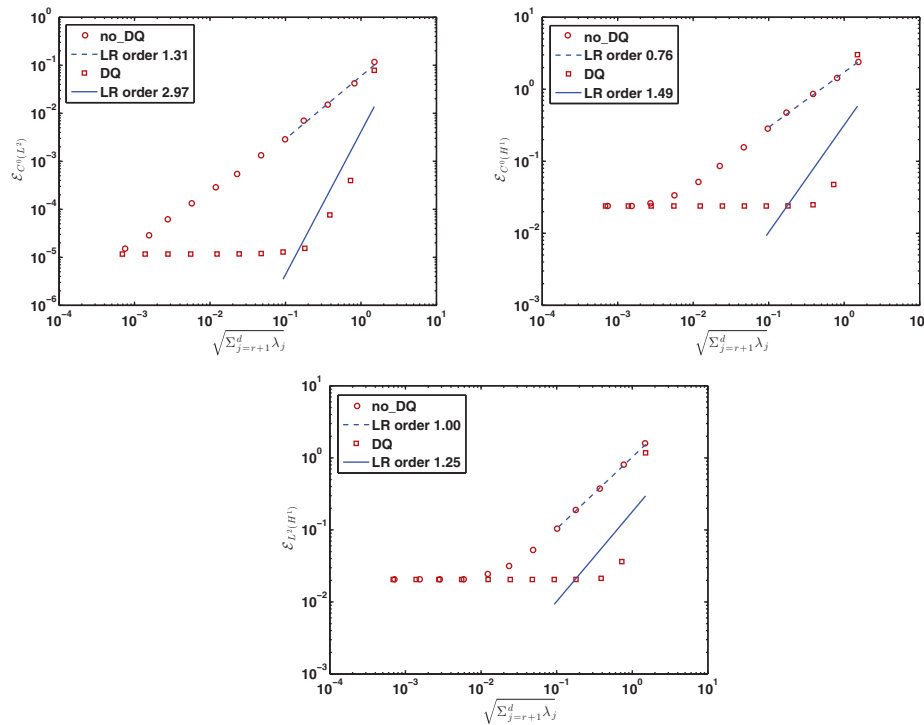 10^0
10^-1
10^-2
10^-3
10^-4
10^-5
10^-6
ℰ_{C^0(L^2)}
no_DQ
LR order 1.31
DQ
LR order 2.97
10^-4 10^-3 10^-2 10^-1 10^0 10^1
√(Σ_{j=r+1}^d λ_j)
10^1
10^0
10^-1
10^-2
10^-3
ℰ_{C^0(H^1)}
no_DQ
LR order 0.76
DQ
LR order 1.49
10^-4 10^-3 10^-2 10^-1 10^0 10^1
√(Σ_{j=r+1}^d λ_j)
10^1
10^0
10^-1
10^-2
10^-3
ℰ_{L^2(H^1)}
no_DQ
LR order 1.00
DQ
LR order 1.25
10^-4 10^-3 10^-2 10^-1 10^0 10^1
√(Σ_{j=r+1}^d λ_j)